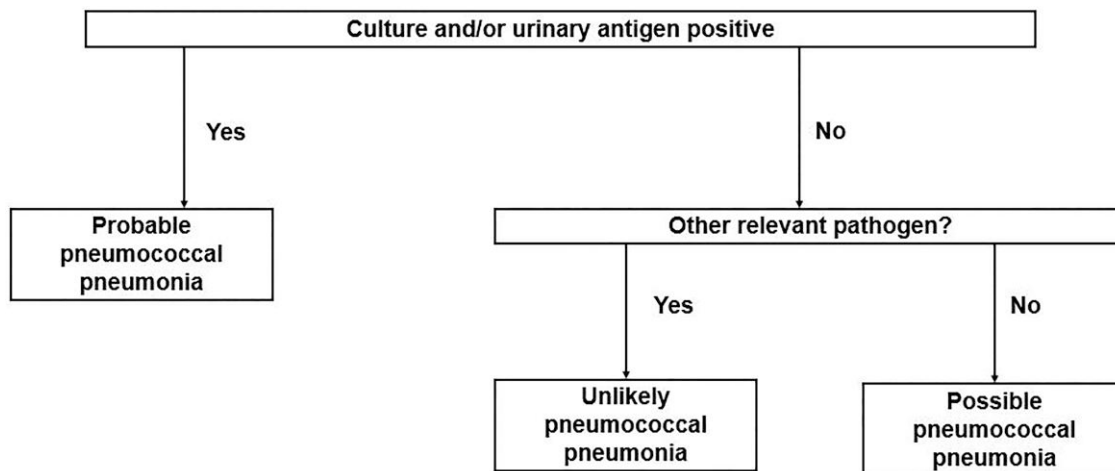 Culture and/or urinary antigen positive
Yes
No
Probable
pneumococcal
pneumonia
Other relevant pathogen?
Yes
No
Unlikely
pneumococcal
pneumonia
Possible
pneumococcal
pneumonia